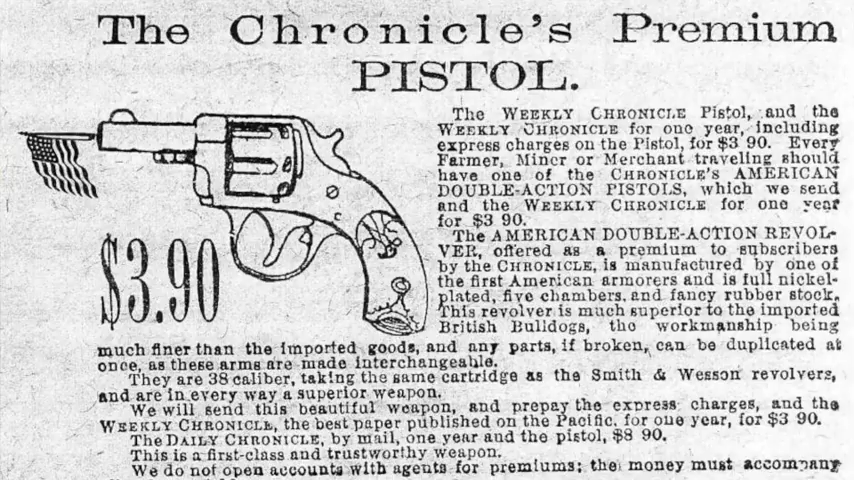 The Chronicle's Premium
PISTOL.
$3.90
The WEEKLY CHRONICLE Pistol, and the
WEEKLY CHRONICLE for one year, including
express charges on the Pistol, for $3 90. Every
Farmer, Miner or Merchant traveling should
have one of the CHRONICLE'S AMERICAN
DOUBLE-ACTION PISTOLS, which we send
and the WEEKLY CHRONICLE for one year
for $3 90.
The AMERICAN DOUBLE-ACTION REVOL-
VER, offered as a premium to subscribers
by the CHRONICLE, is manufactured by one of
the first American armorers and is full nickel-
plated, five chambers, and fancy rubber stock.
This revolver is much superior to the imported
British Bulldogs, the workmanship being
much finer than the imported goods, and any parts, if broken, can be duplicated at
once, as these arms are made interchangeable.
They are 38 caliber, taking the same cartridge as the Smith & Wesson revolvers,
and are in every way a superior weapon.
We will send this beautiful weapon, and prepay the express charges, and the
WEEKLY CHRONICLE, the best paper published on the Pacific, for one year, for $3 90.
The DAILY CHRONICLE, by mail, one year and the pistol, $8 90.
This is a first-class and trustworthy weapon.
We do not open accounts with agents for premiums; the money must accompany